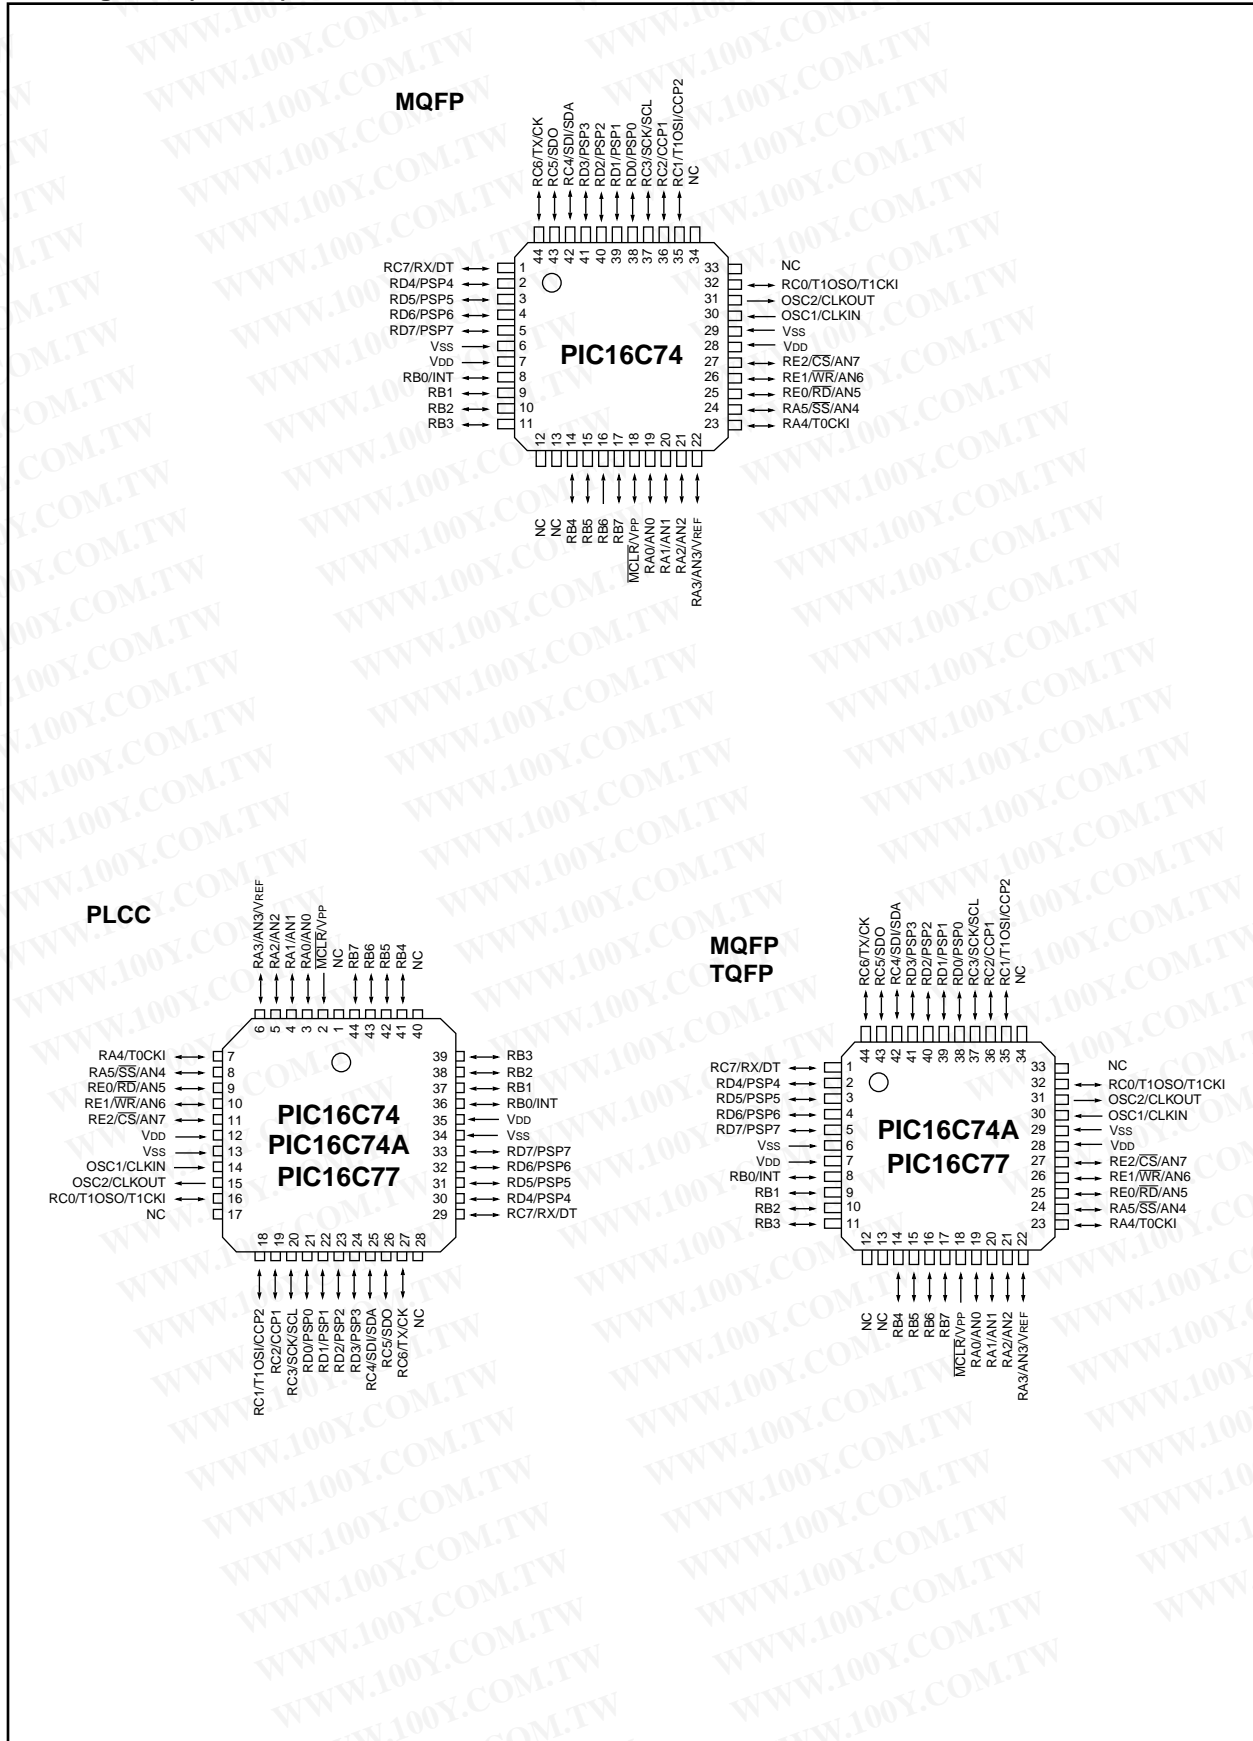 MQFP
RC6/TX/CK
RC5/SDO
RC4/SDI/SDA
RD3/PSP3
RD2/PSP2
RD1/PSP1
RD0/PSP0
RC3/SCK/SCL
RC2/CCP1
RC1/T1OSI/CCP2
NC
44 43 42 41 40 39 38 37 36 35 34
RC7/RX/DT 1
RD4/PSP4 2
RD5/PSP5 3
RD6/PSP6 4
RD7/PSP7 5
VSS 6
VDD 7
RB0/INT 8
RB1 9
RB2 10
RB3 11
PIC16C74
33 NC
32 RC0/T1OSO/T1CKI
31 OSC2/CLKOUT
30 OSC1/CLKIN
29 VSS
28 VDD
27 RE2/CS/AN7
26 RE1/WR/AN6
25 RE0/RD/AN5
24 RA5/SS/AN4
23 RA4/T0CKI
12 13 14 15 16 17 18 19 20 21 22
NC
NC
RB4
RB5
RB6
RB7
MCLR/VPP
RA0/AN0
RA1/AN1
RA2/AN2
RA3/AN3/VREF
PLCC
RA3/AN3/VREF
RA2/AN2
RA1/AN1
RA0/AN0
MCLR/VPP
NC
RB7
RB6
RB5
RB4
NC
6 5 4 3 2 1 44 43 42 41 40
RA4/T0CKI 7
RA5/SS/AN4 8
RE0/RD/AN5 9
RE1/WR/AN6 10
RE2/CS/AN7 11
VDD 12
VSS 13
OSC1/CLKIN 14
OSC2/CLKOUT 15
RC0/T1OSO/T1CKI 16
NC 17
PIC16C74
PIC16C74A
PIC16C77
39 RB3
38 RB2
37 RB1
36 RB0/INT
35 VDD
34 VSS
33 RD7/PSP7
32 RD6/PSP6
31 RD5/PSP5
30 RD4/PSP4
29 RC7/RX/DT
18 19 20 21 22 23 24 25 26 27 28
RC1/T1OSI/CCP2
RC2/CCP1
RC3/SCK/SCL
RD0/PSP0
RD1/PSP1
RD2/PSP2
RD3/PSP3
RC4/SDI/SDA
RC5/SDO
RC6/TX/CK
NC
MQFP
TQFP
RC6/TX/CK
RC5/SDO
RC4/SDI/SDA
RD3/PSP3
RD2/PSP2
RD1/PSP1
RD0/PSP0
RC3/SCK/SCL
RC2/CCP1
RC1/T1OSI/CCP2
NC
44 43 42 41 40 39 38 37 36 35 34
RC7/RX/DT 1
RD4/PSP4 2
RD5/PSP5 3
RD6/PSP6 4
RD7/PSP7 5
VSS 6
VDD 7
RB0/INT 8
RB1 9
RB2 10
RB3 11
PIC16C74A
PIC16C77
33 NC
32 RC0/T1OSO/T1CKI
31 OSC2/CLKOUT
30 OSC1/CLKIN
29 VSS
28 VDD
27 RE2/CS/AN7
26 RE1/WR/AN6
25 RE0/RD/AN5
24 RA5/SS/AN4
23 RA4/T0CKI
12 13 14 15 16 17 18 19 20 21 22
NC
NC
RB4
RB5
RB6
RB7
MCLR/VPP
RA0/AN0
RA1/AN1
RA2/AN2
RA3/AN3/VREF
WWW.100Y.COM.TW